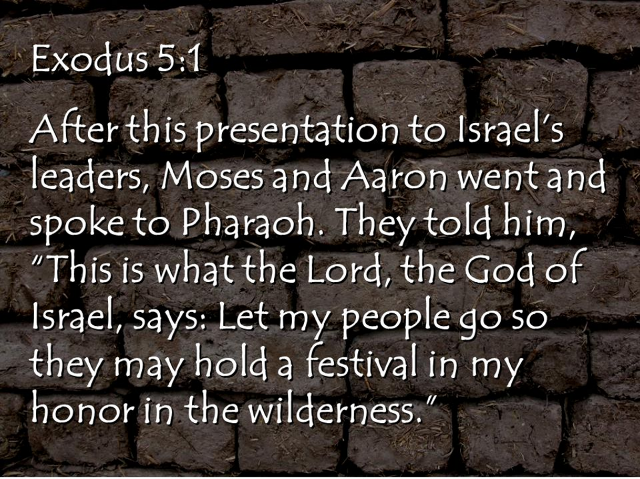 Exodus 5:1
After this presentation to Israel's
leaders, Moses and Aaron went and
spoke to Pharaoh. They told him,
“This is what the Lord, the God of
Israel, says: Let my people go so
they may hold a festival in my
honor in the wilderness.”